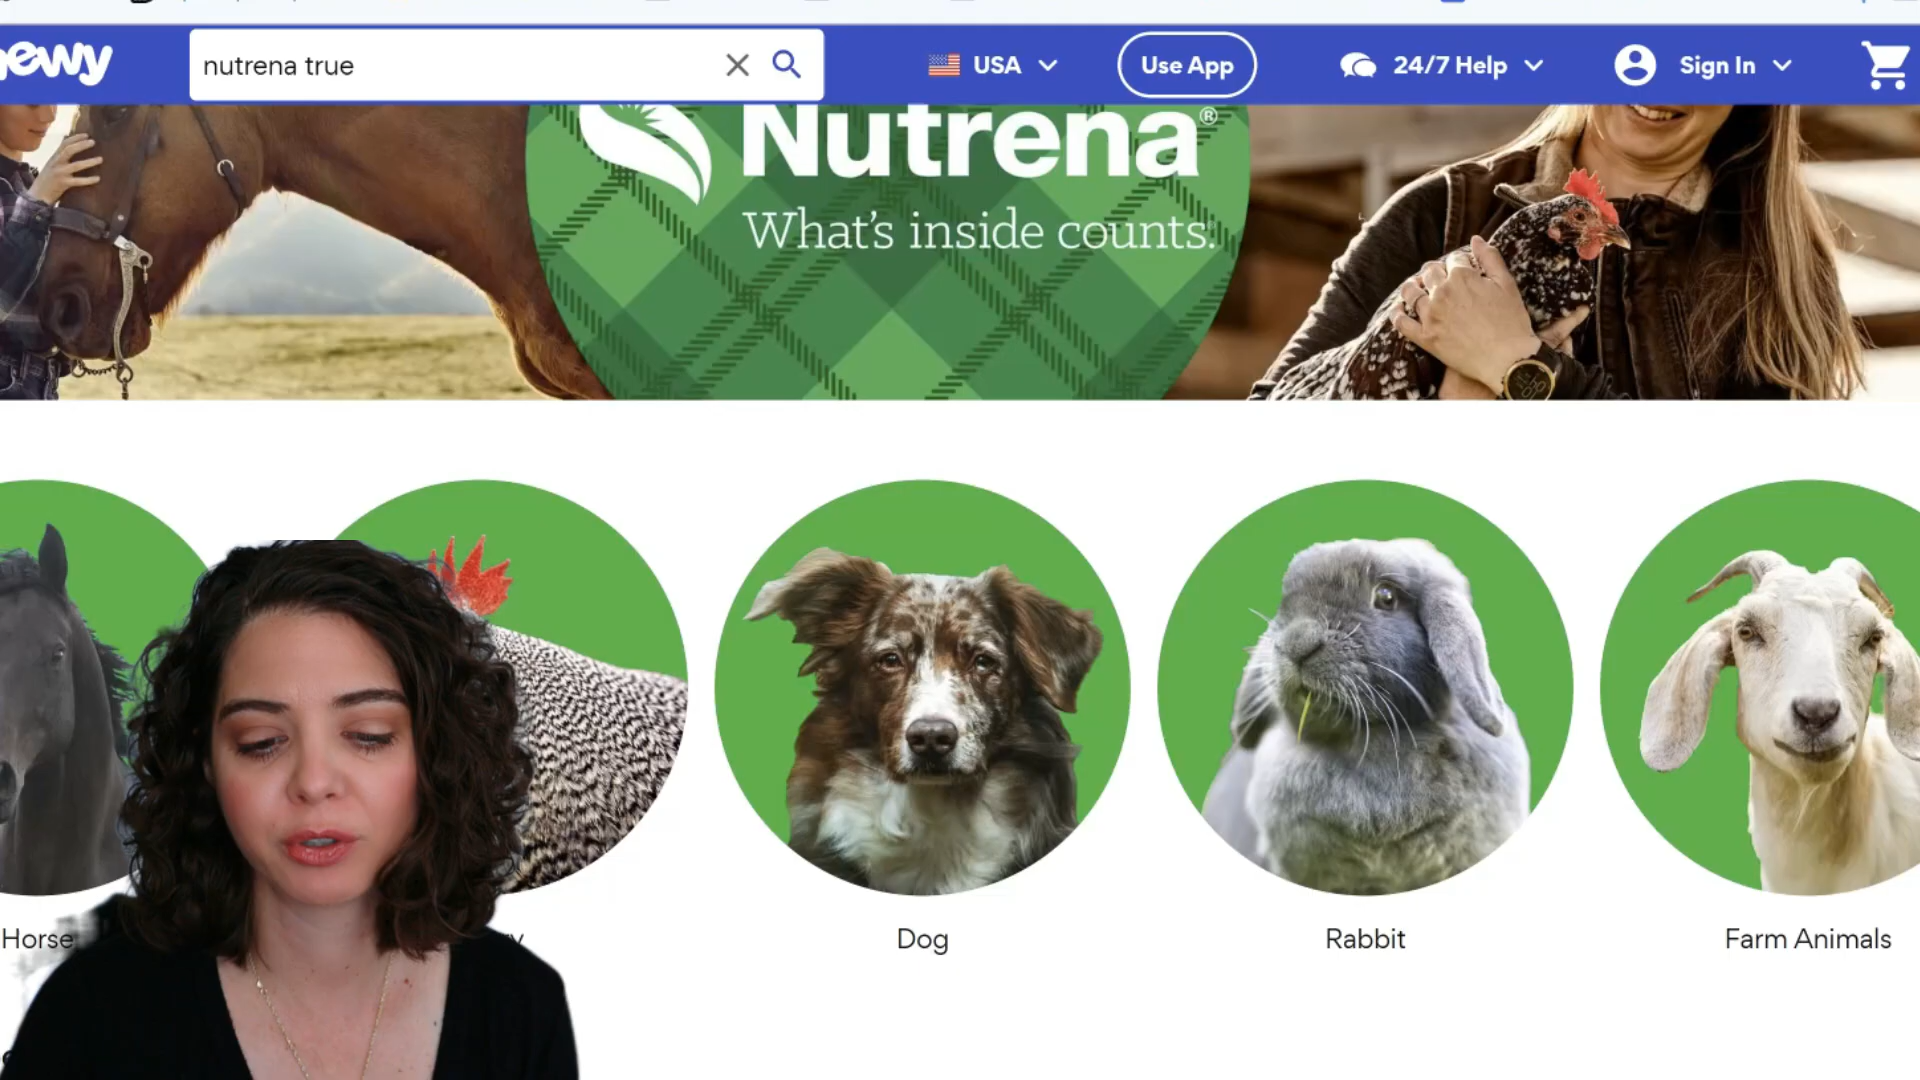 nutrena true
USA
Use App
24/7 Help
Sign In
Nutrena®
What's inside counts.
Horse
Dog
Rabbit
Farm Animals